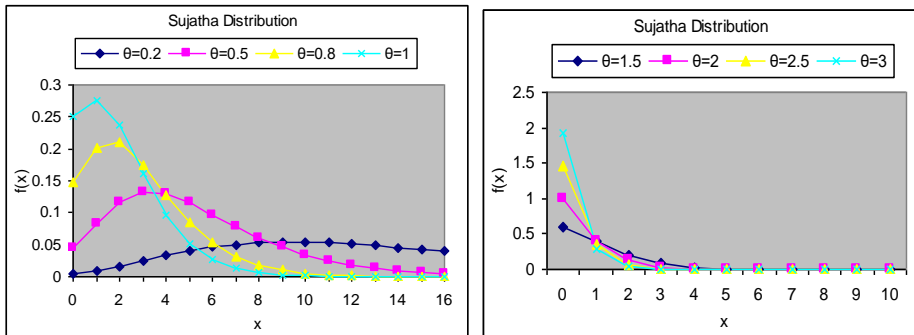 Sujatha Distribution
θ=0.2 θ=0.5 θ=0.8 θ=1
f(x)
0.3
0.25
0.2
0.15
0.1
0.05
0
0 2 4 6 8 10 12 14 16
x
Sujatha Distribution
θ=1.5 θ=2 θ=2.5 θ=3
f(x)
2.5
2
1.5
1
0.5
0
0 1 2 3 4 5 6 7 8 9 10
x